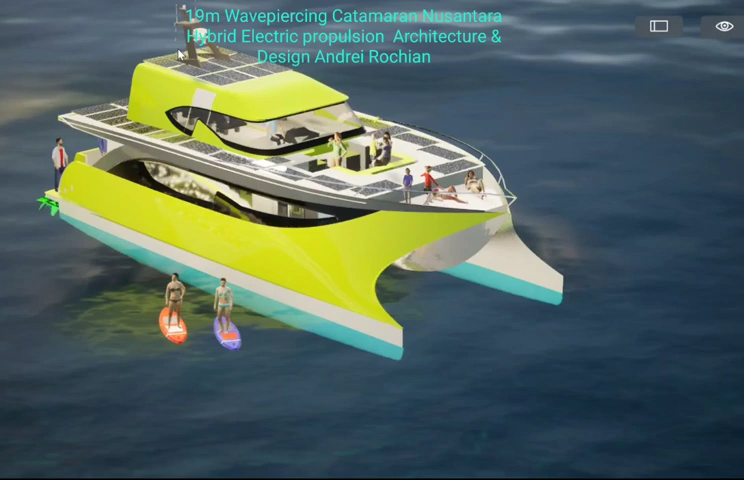 19m Wavepiercing Catamaran Nusantara
Hybrid Electric propulsion Architecture &
Design Andrei Rochian